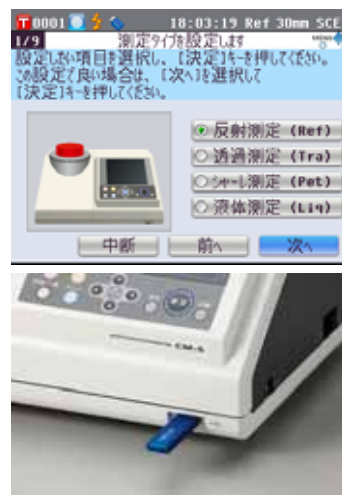 T 0001 18:03:19 Ref 30mm SCE
1/9 測定タイプを設定します MENU
設定したい項目を選択し、[決定]キーを押してください。
この設定で良い場合は、[次へ]を選択して
[決定]キーを押してください。
反射測定 (Ref)
透過測定 (Tra)
シャーレ測定 (Pet)
液体測定 (Liq)
中断 前へ 次へ
CM-5